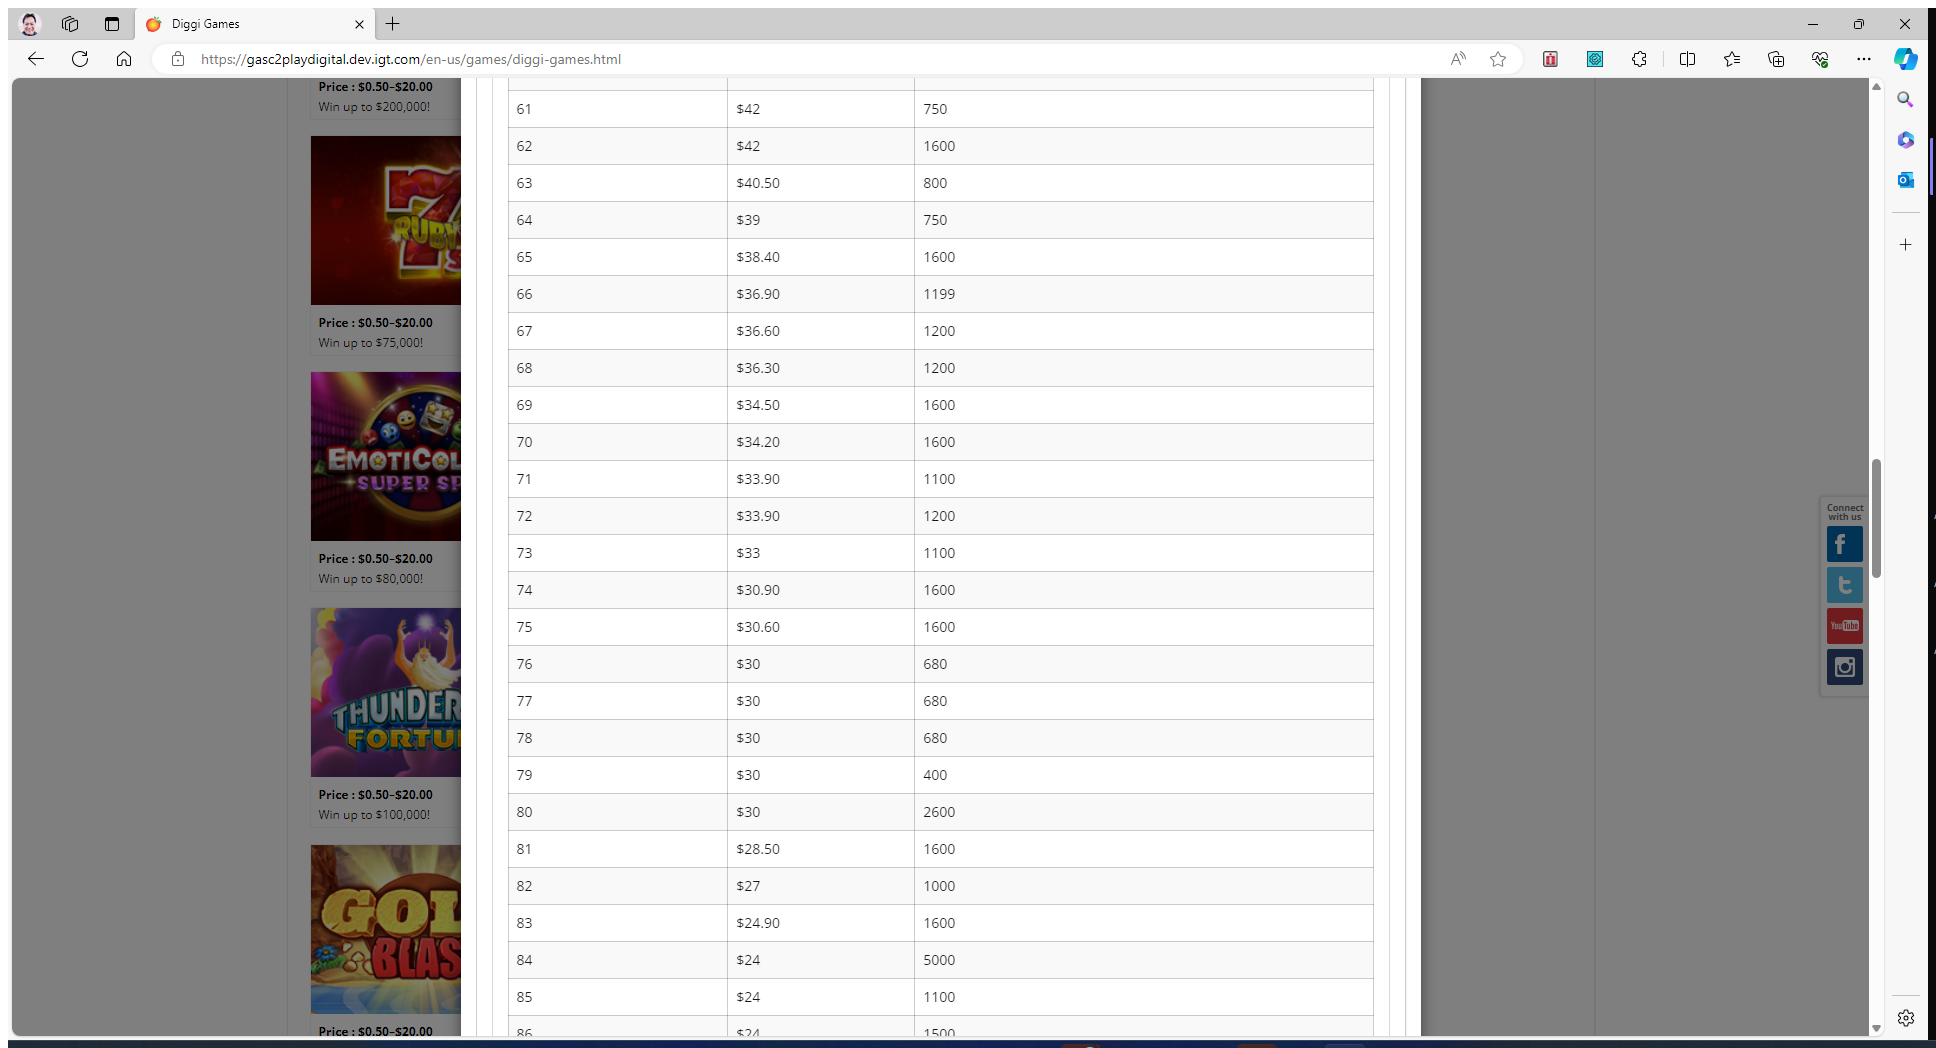 Diggi Games
https://gasc2playdigital.dev.igt.com/en-us/games/diggi-games.html
Price : $0.50–$20.00
Win up to $200,000!
7
RUBY
Price : $0.50–$20.00
Win up to $75,000!
EMOTICO
SUPER SP
Price : $0.50–$20.00
Win up to $80,000!
THUNDER
FORTU
Price : $0.50–$20.00
Win up to $100,000!
GOL
BLAS
Price : $0.50–$20.00
61 $42 750
62 $42 1600
63 $40.50 800
64 $39 750
65 $38.40 1600
66 $36.90 1199
67 $36.60 1200
68 $36.30 1200
69 $34.50 1600
70 $34.20 1600
71 $33.90 1100
72 $33.90 1200
73 $33 1100
74 $30.90 1600
75 $30.60 1600
76 $30 680
77 $30 680
78 $30 680
79 $30 400
80 $30 2600
81 $28.50 1600
82 $27 1000
83 $24.90 1600
84 $24 5000
85 $24 1100
86 $24 1500
Connect
with us
You Tube